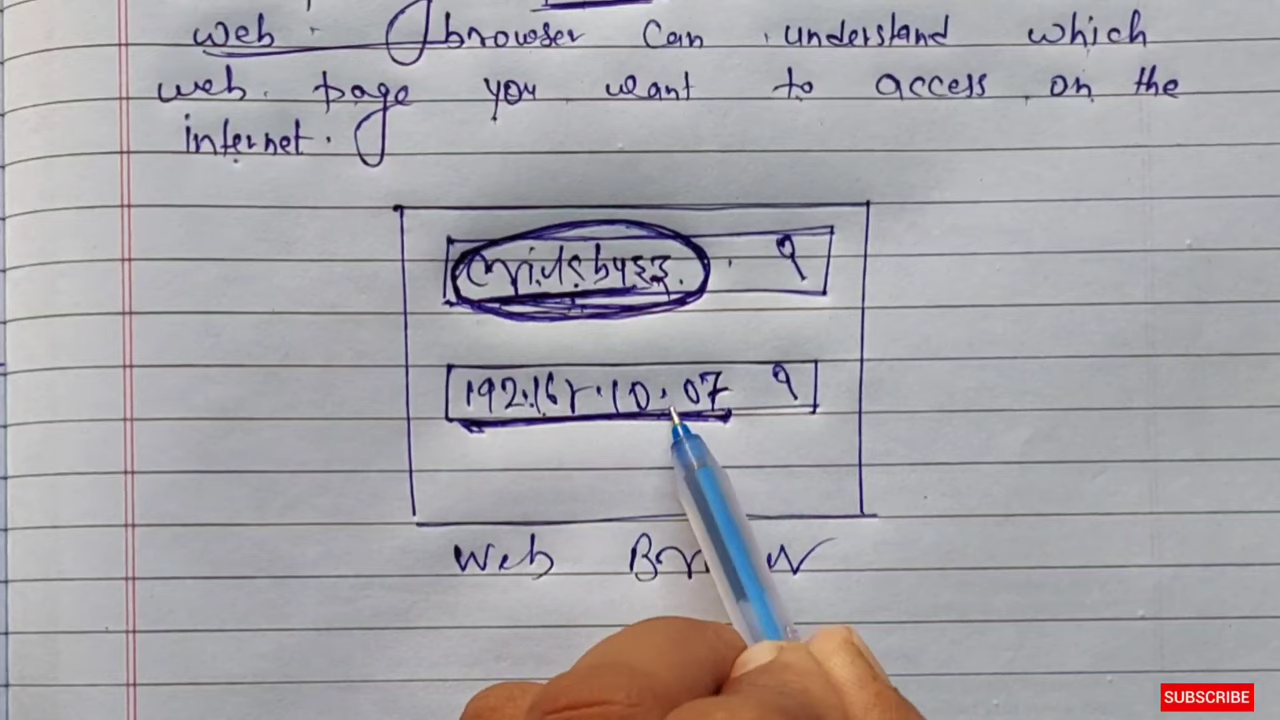 web. browser can understand which
web. page you want to access on the
internet.
192.168.10.07
Web
SUBSCRIBE